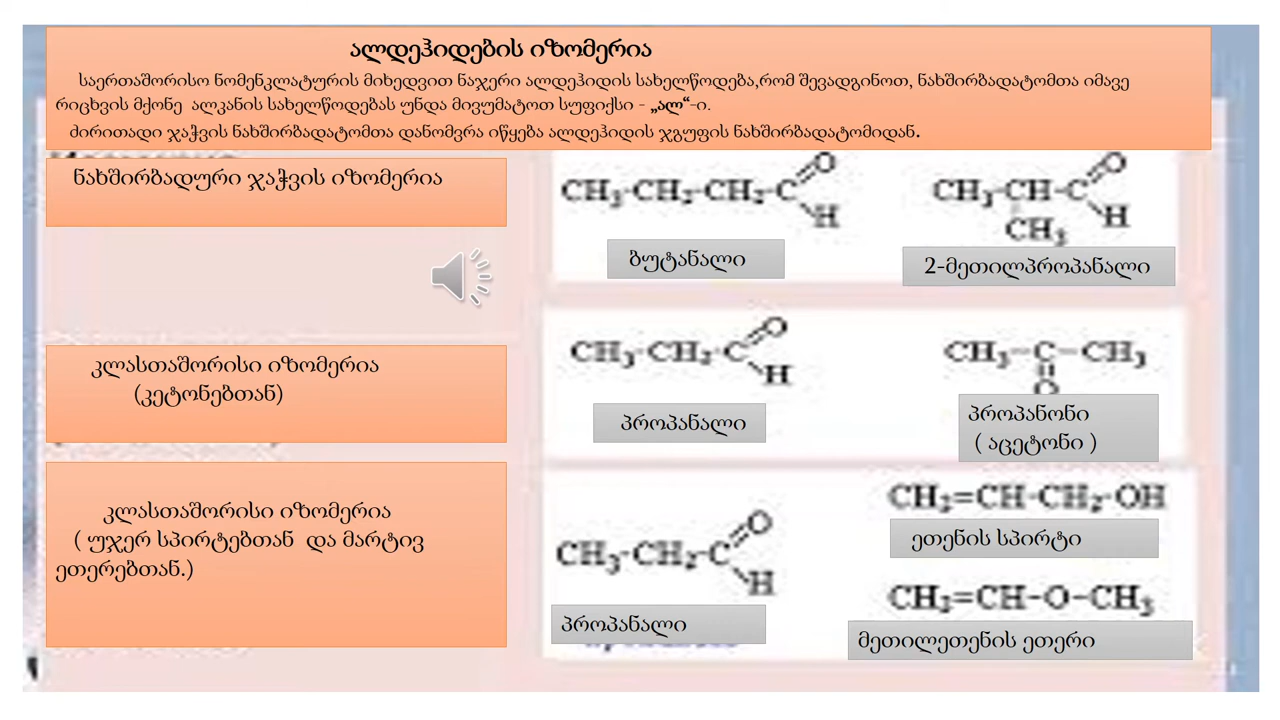 ალდეჰიდების იზომერია
საერთაშორისო ნომენკლატურის მიხედვით ნაჯერი ალდეჰიდის სახელწოდება,რომ შევადგინოთ, ნახშირბადატომთა იმავე
რიცხვის მქონე ალკანის სახელწოდებას უნდა მივუმატოთ სუფიქსი - „ალ“-ი.
ძირითადი ჯაჭვის ნახშირბადატომთა დანომვრა იწყება ალდეჰიდის ჯგუფის ნახშირბადატომიდან.
ნახშირბადური ჯაჭვის იზომერია
CH3-CH2-CH2-C
O
H
ბუტანალი
CH3-CH-C
O
H
CH3
2-მეთილპროპანალი
კლასთაშორისი იზომერია
(კეტონებთან)
CH3-CH2-C
O
H
პროპანალი
CH3-C-CH3
O
პროპანონი
( აცეტონი )
კლასთაშორისი იზომერია
( უჯერ სპირტებთან და მარტივ
ეთერებთან.)
CH3-CH2-C
O
H
პროპანალი
CH2=CH-CH2-OH
ეთენის სპირტი
CH2=CH-O-CH3
მეთილეთენის ეთერი